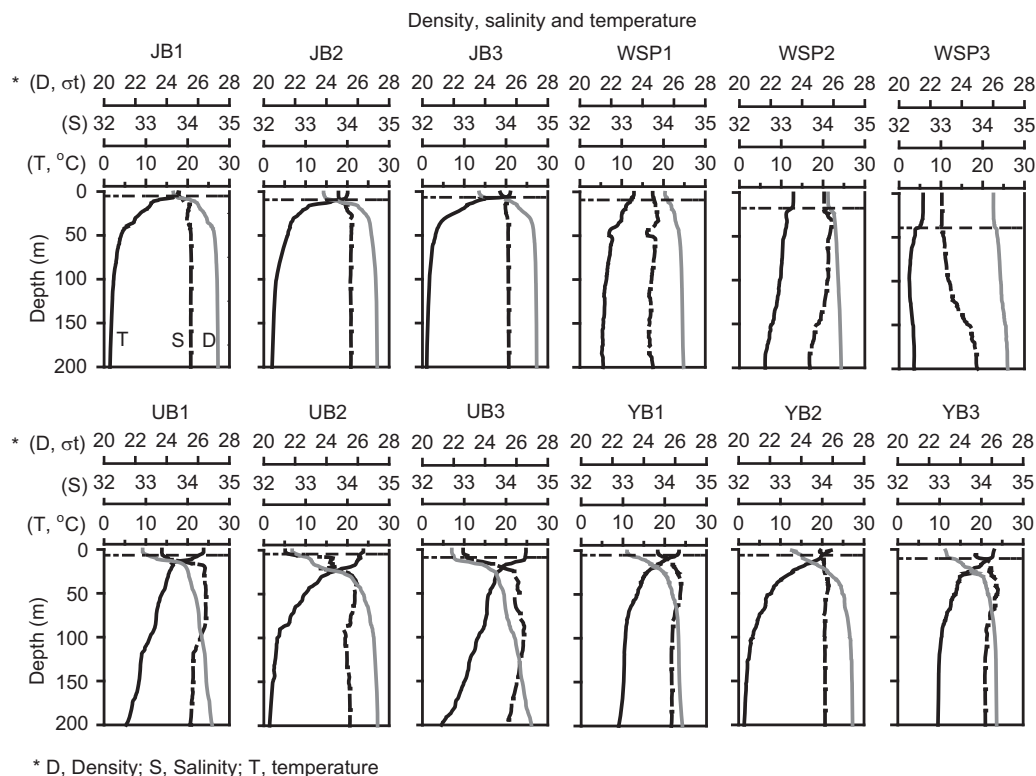 Density, salinity and temperature
JB1 JB2 JB3 WSP1 WSP2 WSP3
* (D, σt) 20 22 24 26 28 20 22 24 26 28 20 22 24 26 28 20 22 24 26 28 20 22 24 26 28 20 22 24 26 28
(S) 32 33 34 35 32 33 34 35 32 33 34 35 32 33 34 35 32 33 34 35 32 33 34 35
(T, °C) 0 10 20 30 0 10 20 30 0 10 20 30 0 10 20 30 0 10 20 30 0 10 20 30
0
50
100
150
200
Depth (m)
T S D
UB1 UB2 UB3 YB1 YB2 YB3
* (D, σt) 20 22 24 26 28 20 22 24 26 28 20 22 24 26 28 20 22 24 26 28 20 22 24 26 28 20 22 24 26 28
(S) 32 33 34 35 32 33 34 35 32 33 34 35 32 33 34 35 32 33 34 35 32 33 34 35
(T, °C) 0 10 20 30 0 10 20 30 0 10 20 30 0 10 20 30 0 10 20 30 0 10 20 30
0
50
100
150
200
Depth (m)
* D, Density; S, Salinity; T, temperature